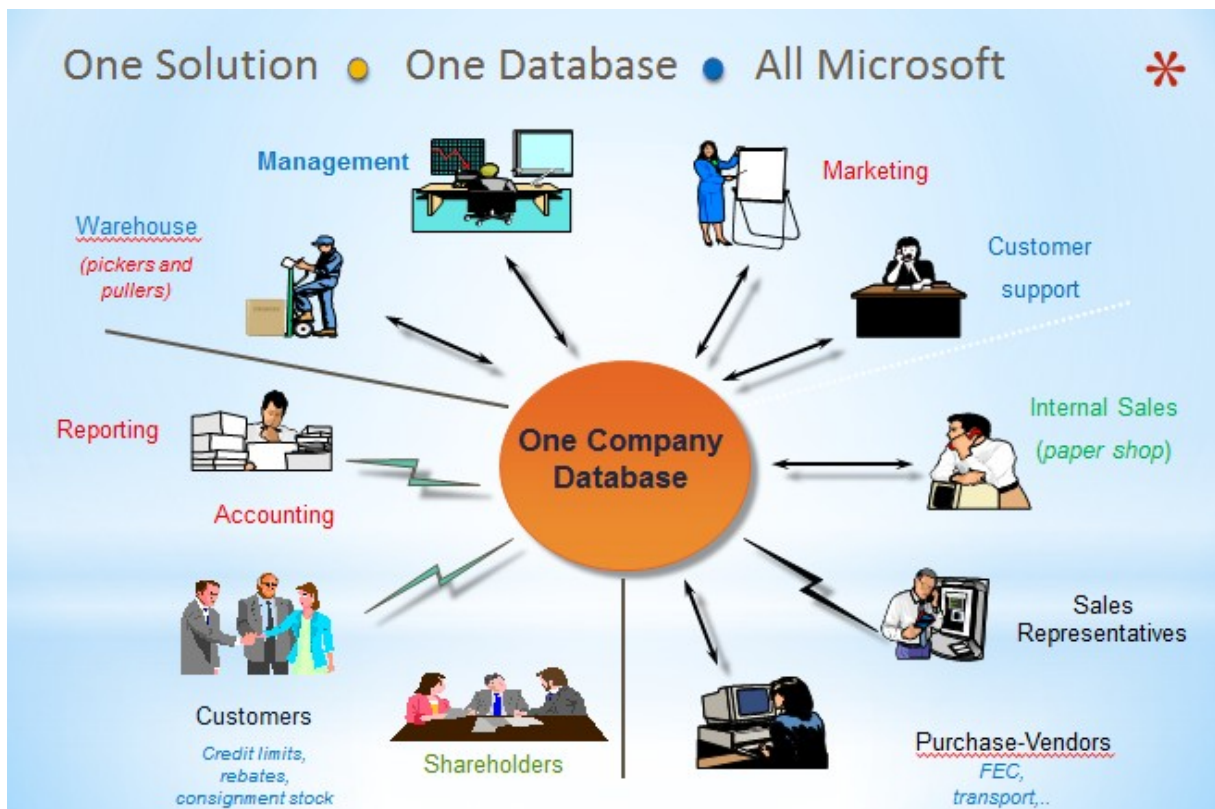 One Solution One Database All Microsoft *
Management
Marketing
Warehouse
(pickers and
pullers)
Customer
support
Reporting
One Company
Database
Internal Sales
(paper shop)
Accounting
Sales
Representatives
Customers
Credit limits,
rebates,
consignment stock
Shareholders
Purchase-Vendors
FEC,
transport,..